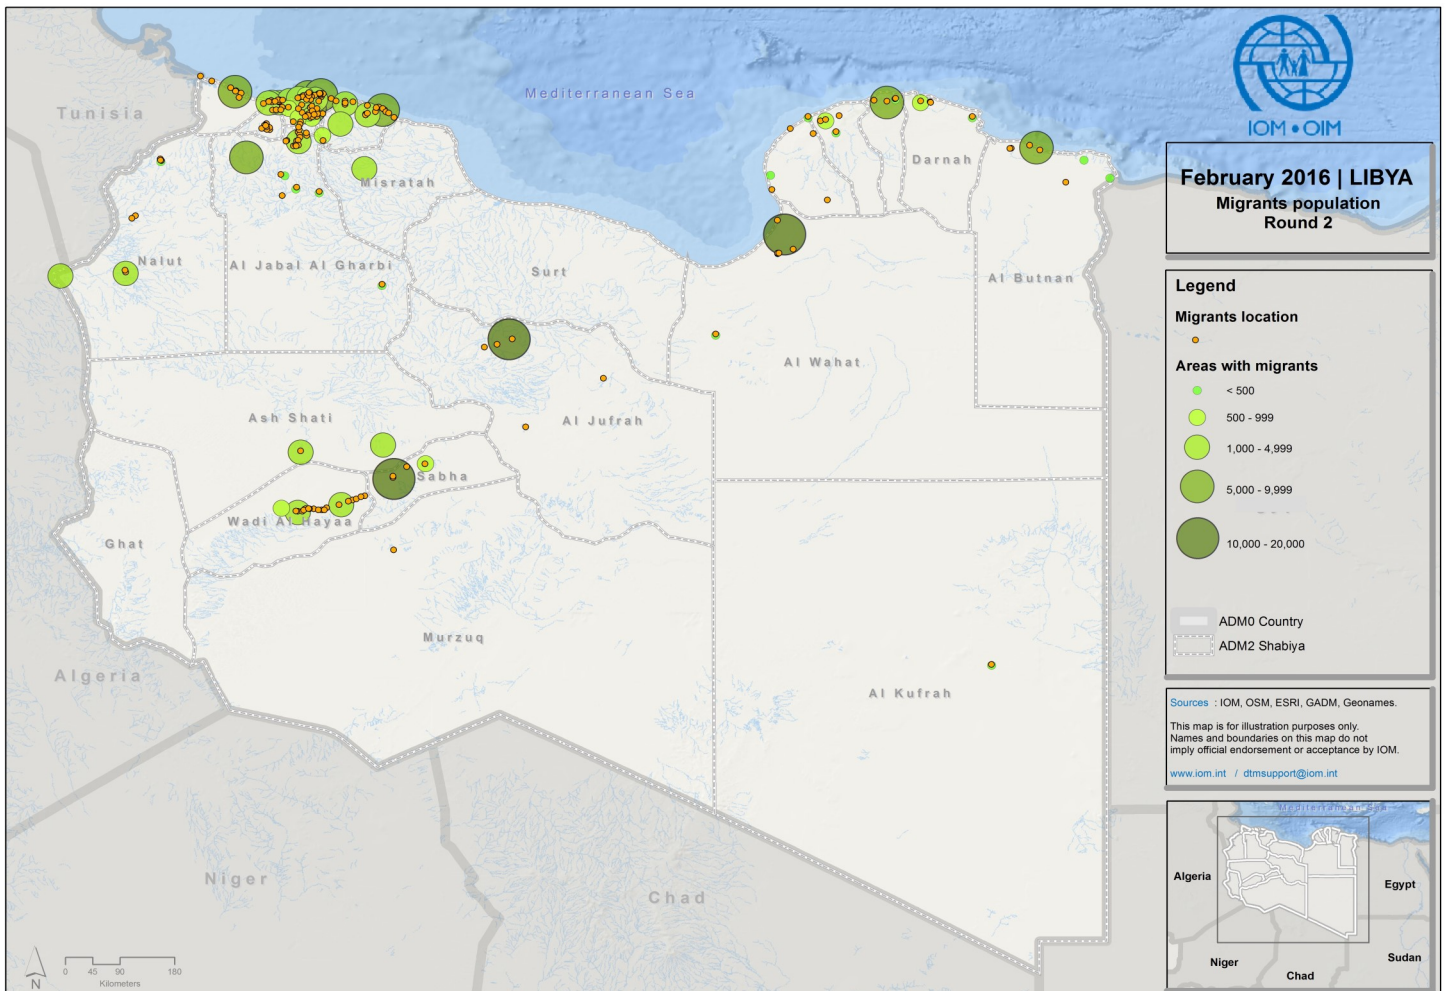 IOM • OIM
February 2016 | LIBYA
Migrants population
Round 2
Legend
Migrants location
Areas with migrants
< 500
500 - 999
1,000 - 4,999
5,000 - 9,999
10,000 - 20,000
ADM0 Country
ADM2 Shabiya
Sources : IOM, OSM, ESRI, GADM, Geonames.
This map is for illustration purposes only.
Names and boundaries on this map do not
imply official endorsement or acceptance by IOM.
www.iom.int / dtmsupport@iom.int
Mediterranean Sea
Algeria
Egypt
Niger
Chad
Sudan
Mediterranean Sea
Tunisia
Darnah
Misratah
Nalut
Al Jabal Al Gharbi
Surt
Al Butnan
Al Wahat
Ash Shati
Al Jufrah
Sabha
Wadi Al Hayaa
Ghat
Murzuq
Al Kufrah
Algeria
Niger
Chad
N
0 45 90 180
Kilometers